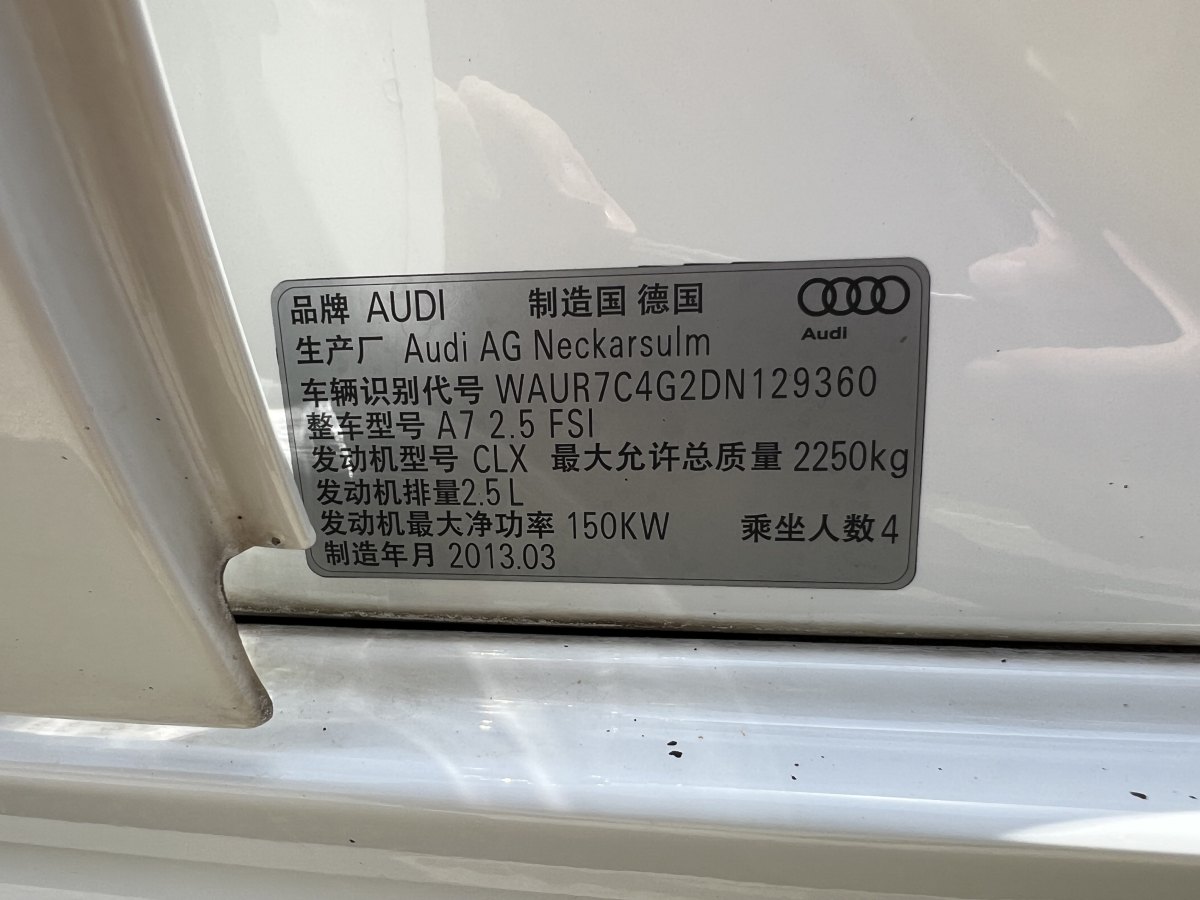 品牌 AUDI 制造国 德国
Audi
生产厂 Audi AG Neckarsulm
车辆识别代号 WAUR7C4G2DN129360
整车型号 A7 2.5 FSI
发动机型号 CLX 最大允许总质量 2250kg
发动机排量2.5L
发动机最大净功率 150KW 乘坐人数4
制造年月 2013.03